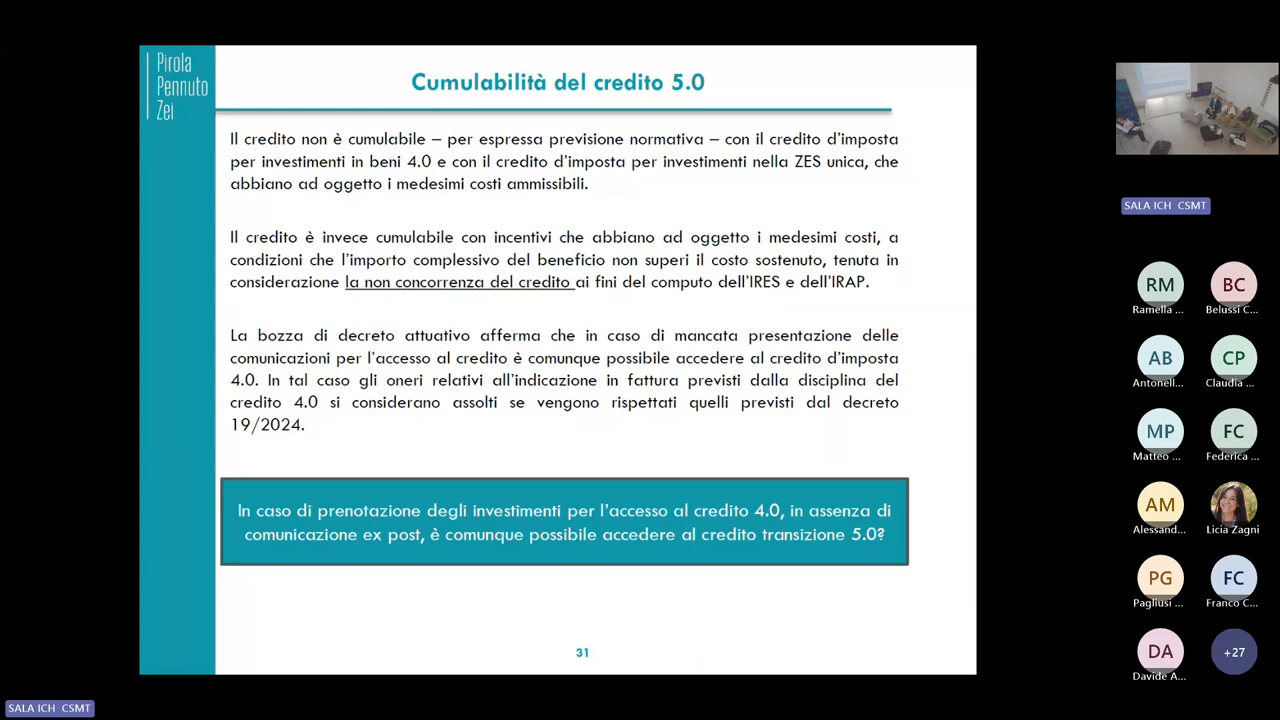 Pirola
Pennuto
Zei
Cumulabilità del credito 5.0
Il credito non è cumulabile – per espressa previsione normativa – con il credito d'imposta
per investimenti in beni 4.0 e con il credito d'imposta per investimenti nella ZES unica, che
abbiano ad oggetto i medesimi costi ammissibili.
Il credito è invece cumulabile con incentivi che abbiano ad oggetto i medesimi costi, a
condizioni che l'importo complessivo del beneficio non superi il costo sostenuto, tenuta in
considerazione la non concorrenza del credito ai fini del computo dell'IRES e dell'IRAP.
La bozza di decreto attuativo afferma che in caso di mancata presentazione delle
comunicazioni per l'accesso al credito è comunque possibile accedere al credito d'imposta
4.0. In tal caso gli oneri relativi all'indicazione in fattura previsti dalla disciplina del
credito 4.0 si considerano assolti se vengono rispettati quelli previsti dal decreto
19/2024.
In caso di prenotazione degli investimenti per l'accesso al credito 4.0, in assenza di
comunicazione ex post, è comunque possibile accedere al credito transizione 5.0?
31
SALA ICH CSMT
RM
BC
Ramella ...
Belussi C...
AB
CP
Antonell...
Claudia ...
MP
FC
Matteo ...
Federica ...
AM
Alessand...
Licia Zagni
PG
FC
Pagliusi ...
Franco C...
DA
+27
Davide A...
SALA ICH CSMT